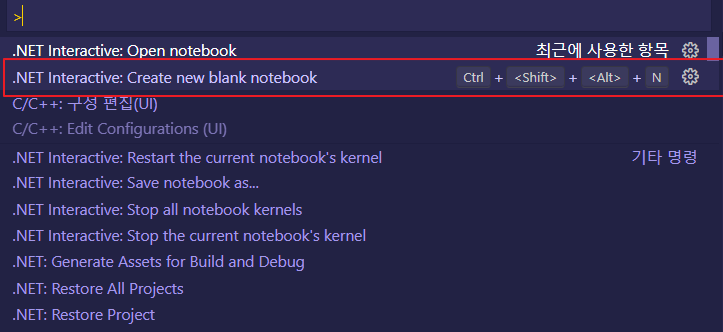 >
.NET Interactive: Open notebook 최근에 사용한 항목
.NET Interactive: Create new blank notebook Ctrl + <Shift> + <Alt> + N
C/C++: 구성 편집(UI)
C/C++: Edit Configurations (UI)
.NET Interactive: Restart the current notebook's kernel 기타 명령
.NET Interactive: Save notebook as...
.NET Interactive: Stop all notebook kernels
.NET Interactive: Stop the current notebook's kernel
.NET: Generate Assets for Build and Debug
.NET: Restore All Projects
.NET: Restore Project